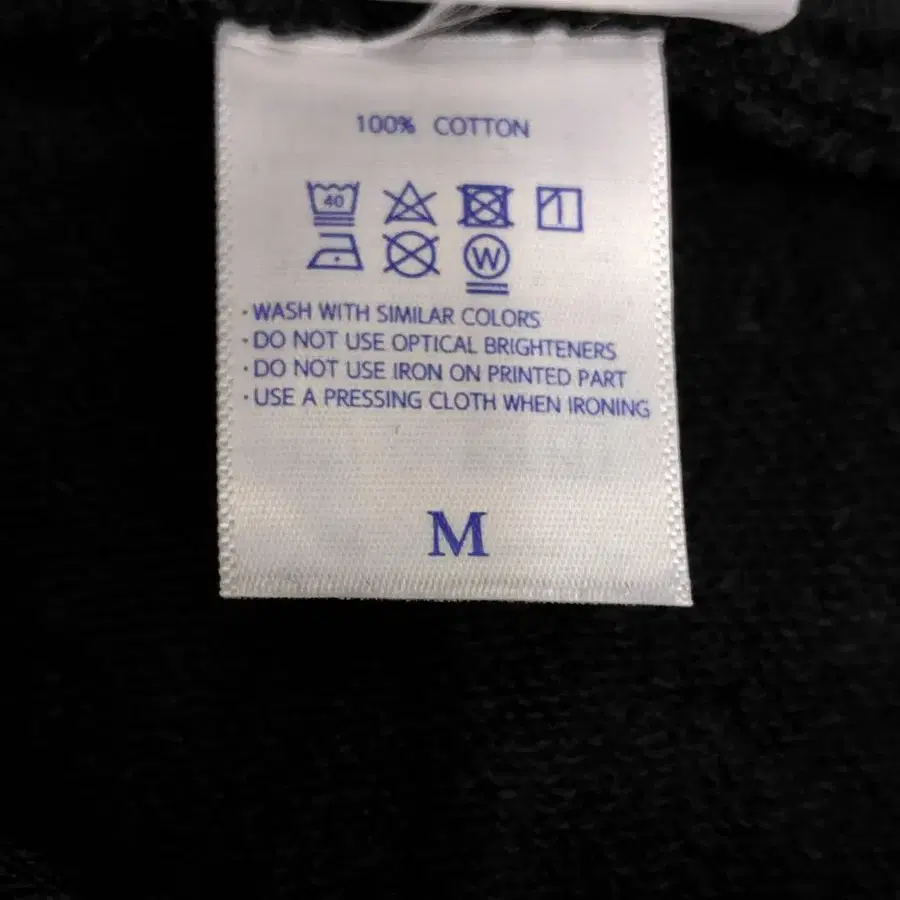 100% COTTON
40
W
· WASH WITH SIMILAR COLORS
· DO NOT USE OPTICAL BRIGHTENERS
· DO NOT USE IRON ON PRINTED PART
· USE A PRESSING CLOTH WHEN IRONING
M